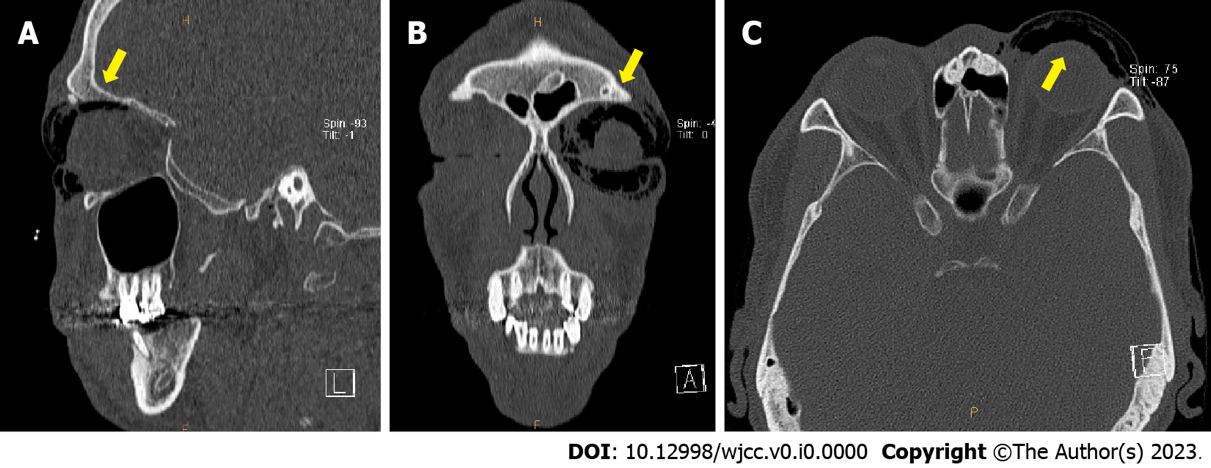 A
H
Spin: -93
Tilt: -1
L
F
B
H
Spin: -4
Tilt: 0
A
F
C
Spin: 75
Tilt: -87
F
P
DOI: 10.12998/wjcc.v0.i0.0000 Copyright ©The Author(s) 2023.